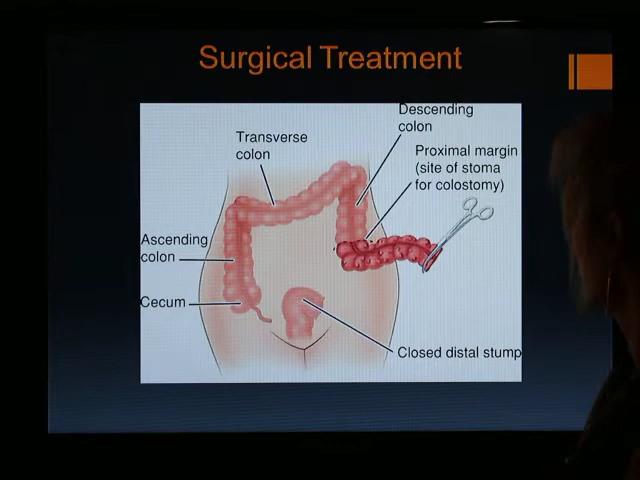 Surgical Treatment
Descending
colon
Transverse
colon
Proximal margin
(site of stoma
for colostomy)
Ascending
colon
Cecum
Closed distal stump